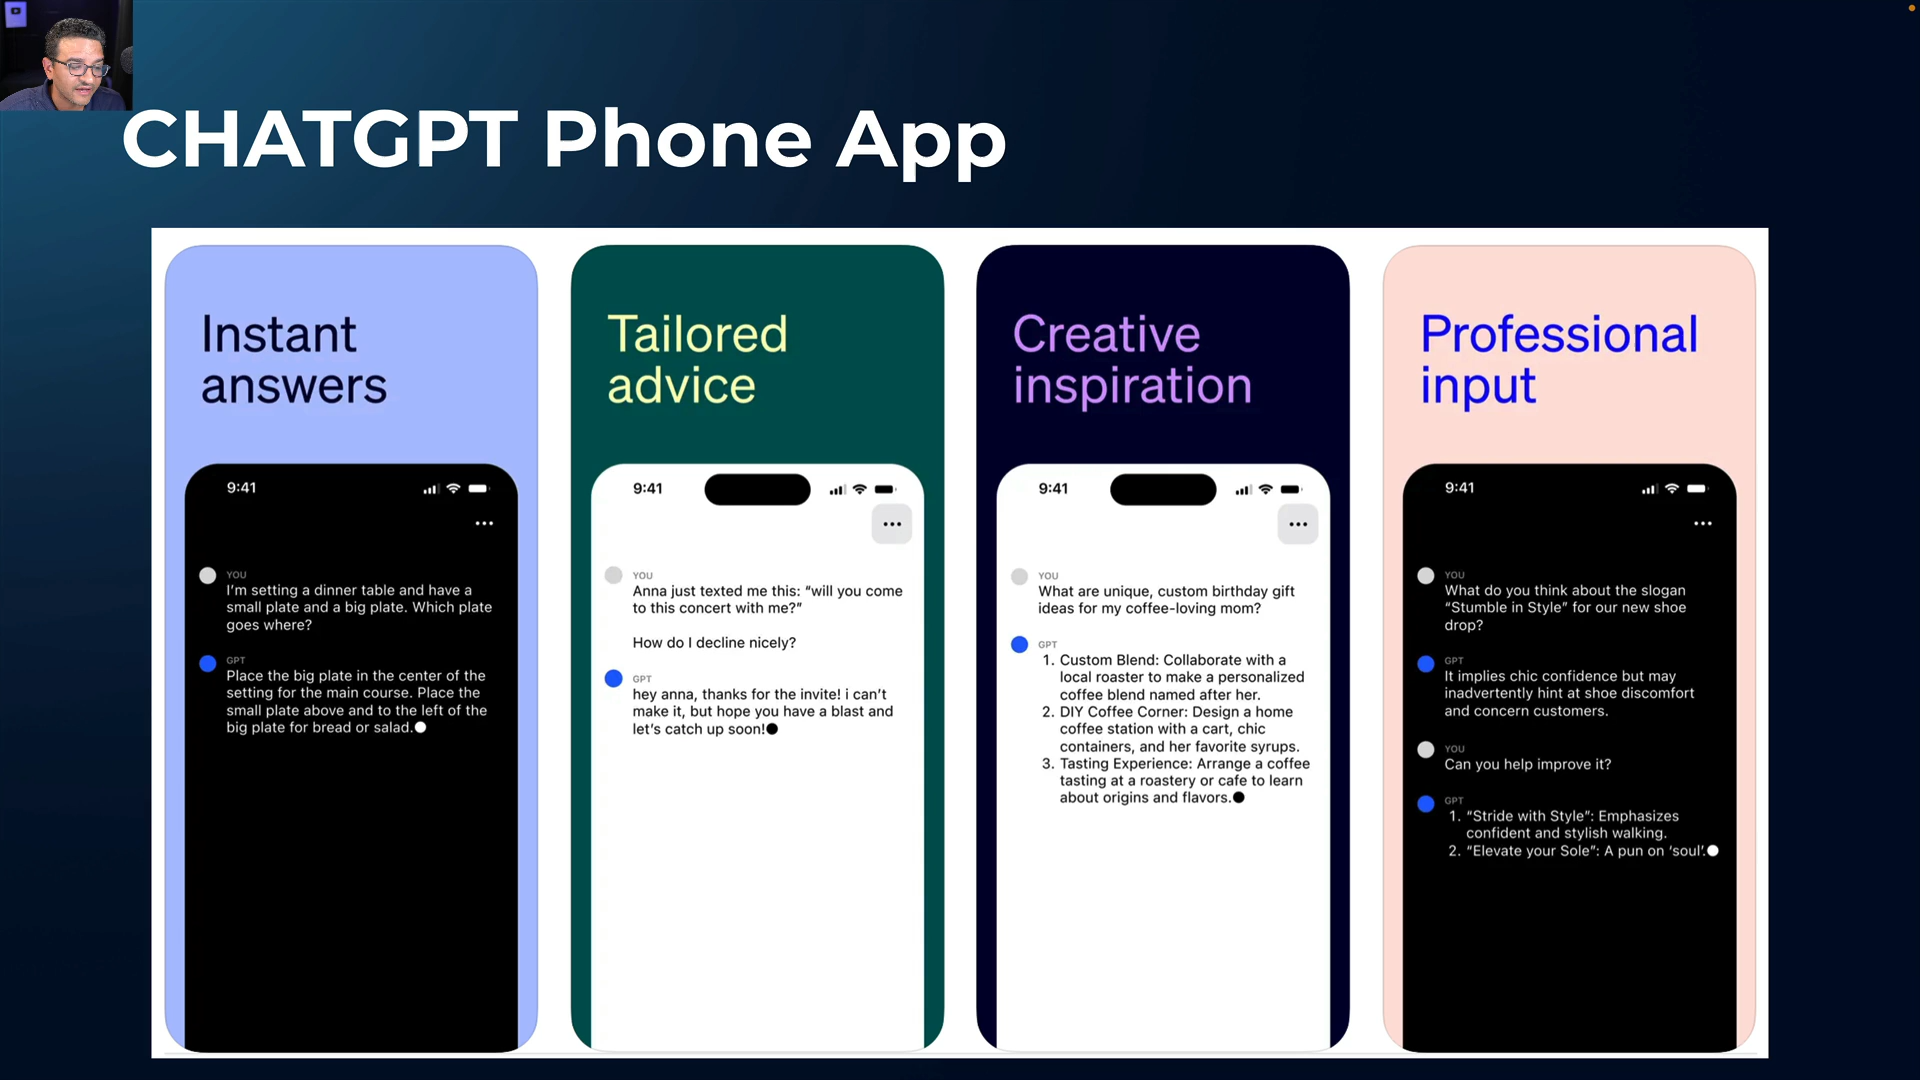 CHATGPT Phone App
Instant
answers
9:41
YOU
I'm setting a dinner table and have a
small plate and a big plate. Which plate
goes where?
GPT
Place the big plate in the center of the
setting for the main course. Place the
small plate above and to the left of the
big plate for bread or salad.
Tailored
advice
9:41
YOU
Anna just texted me this: “will you come
to this concert with me?”
How do I decline nicely?
GPT
hey anna, thanks for the invite! i can't
make it, but hope you have a blast and
let's catch up soon!
Creative
inspiration
9:41
YOU
What are unique, custom birthday gift
ideas for my coffee-loving mom?
GPT
1. Custom Blend: Collaborate with a
local roaster to make a personalized
coffee blend named after her.
2. DIY Coffee Corner: Design a home
coffee station with a cart, chic
containers, and her favorite syrups.
3. Tasting Experience: Arrange a coffee
tasting at a roastery or cafe to learn
about origins and flavors.
Professional
input
9:41
YOU
What do you think about the slogan
“Stumble in Style” for our new shoe
drop?
GPT
It implies chic confidence but may
inadvertently hint at shoe discomfort
and concern customers.
YOU
Can you help improve it?
GPT
1. “Stride with Style”: Emphasizes
confident and stylish walking.
2. “Elevate your Sole”: A pun on ‘soul’.